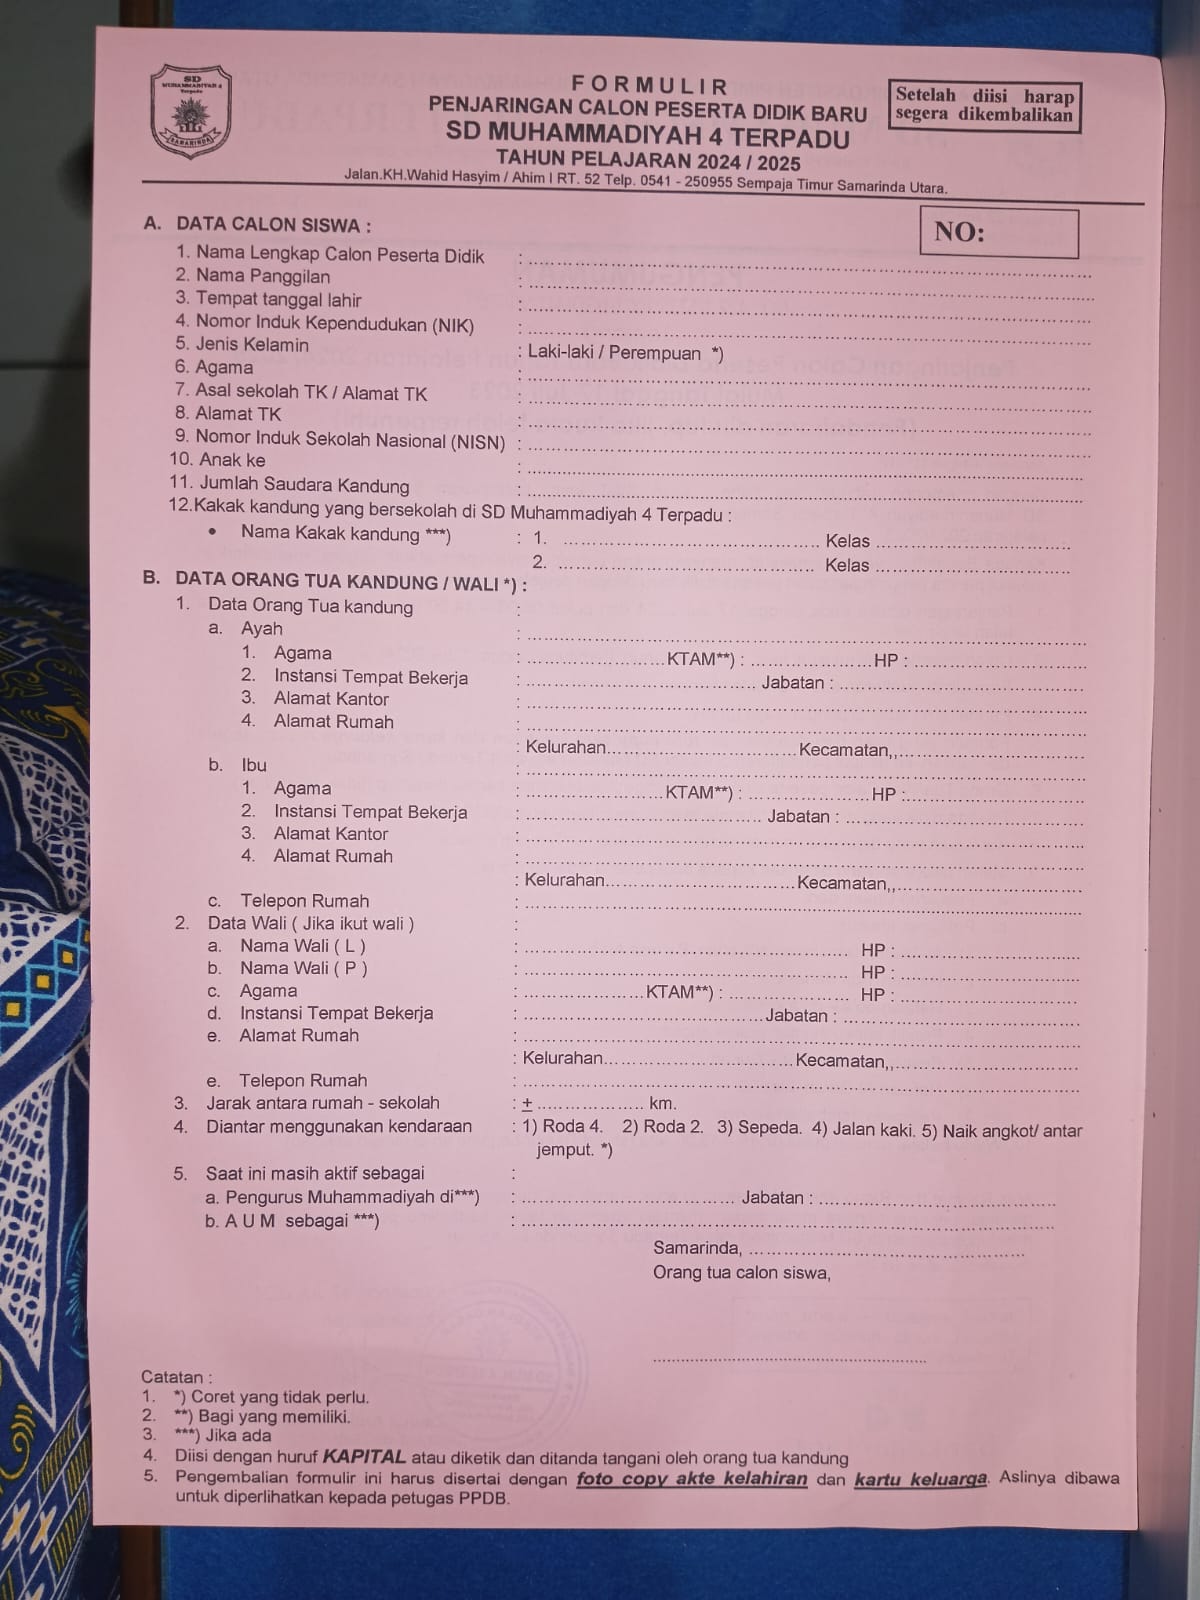 SD
MUHAMMADIYAH 4
Terpadu
SAMARINDA
FORMULIR
PENJARINGAN CALON PESERTA DIDIK BARU
SD MUHAMMADIYAH 4 TERPADU
TAHUN PELAJARAN 2024 / 2025
Jalan.KH.Wahid Hasyim / Ahim I RT. 52 Telp. 0541 - 250955 Sempaja Timur Samarinda Utara.
Setelah diisi harap
segera dikembalikan
NO:
A. DATA CALON SISWA :
1. Nama Lengkap Calon Peserta Didik : ........................
2. Nama Panggilan : ........................
3. Tempat tanggal lahir : ........................
4. Nomor Induk Kependudukan (NIK) : ........................
5. Jenis Kelamin : Laki-laki / Perempuan *)
6. Agama : ........................
7. Asal sekolah TK / Alamat TK : ........................
8. Alamat TK : ........................
9. Nomor Induk Sekolah Nasional (NISN) : ........................
10. Anak ke : ........................
11. Jumlah Saudara Kandung : ........................
12.Kakak kandung yang bersekolah di SD Muhammadiyah 4 Terpadu :
• Nama Kakak kandung ***) : 1. ........................ Kelas ........................
2. ........................ Kelas ........................
B. DATA ORANG TUA KANDUNG / WALI *) :
1. Data Orang Tua kandung :
a. Ayah : ........................
1. Agama : ........................KTAM**) : ........................HP : ........................
2. Instansi Tempat Bekerja : ........................ Jabatan : ........................
3. Alamat Kantor : ........................
4. Alamat Rumah : ........................
: Kelurahan........................Kecamatan,,........................
b. Ibu : ........................
1. Agama : ........................KTAM**) : ........................HP :........................
2. Instansi Tempat Bekerja : ........................ Jabatan : ........................
3. Alamat Kantor : ........................
4. Alamat Rumah : ........................
: Kelurahan........................Kecamatan,,........................
c. Telepon Rumah : ........................
2. Data Wali ( Jika ikut wali ) :
a. Nama Wali ( L ) : ........................ HP : ........................
b. Nama Wali ( P ) : ........................ HP : ........................
c. Agama : ........................KTAM**) : ........................ HP : ........................
d. Instansi Tempat Bekerja : ........................Jabatan : ........................
e. Alamat Rumah : ........................
: Kelurahan........................Kecamatan,,........................
e. Telepon Rumah : ........................
3. Jarak antara rumah - sekolah : ± ........................ km.
4. Diantar menggunakan kendaraan : 1) Roda 4. 2) Roda 2. 3) Sepeda. 4) Jalan kaki. 5) Naik angkot/ antar
jemput. *)
5. Saat ini masih aktif sebagai :
a. Pengurus Muhammadiyah di***) : ........................ Jabatan : ........................
b. A U M sebagai ***) : ........................
Samarinda, ........................
Orang tua calon siswa,
........................
Catatan :
1. *) Coret yang tidak perlu.
2. **) Bagi yang memiliki.
3. ***) Jika ada
4. Diisi dengan huruf KAPITAL atau diketik dan ditanda tangani oleh orang tua kandung
5. Pengembalian formulir ini harus disertai dengan foto copy akte kelahiran dan kartu keluarga. Aslinya dibawa
untuk diperlihatkan kepada petugas PPDB.